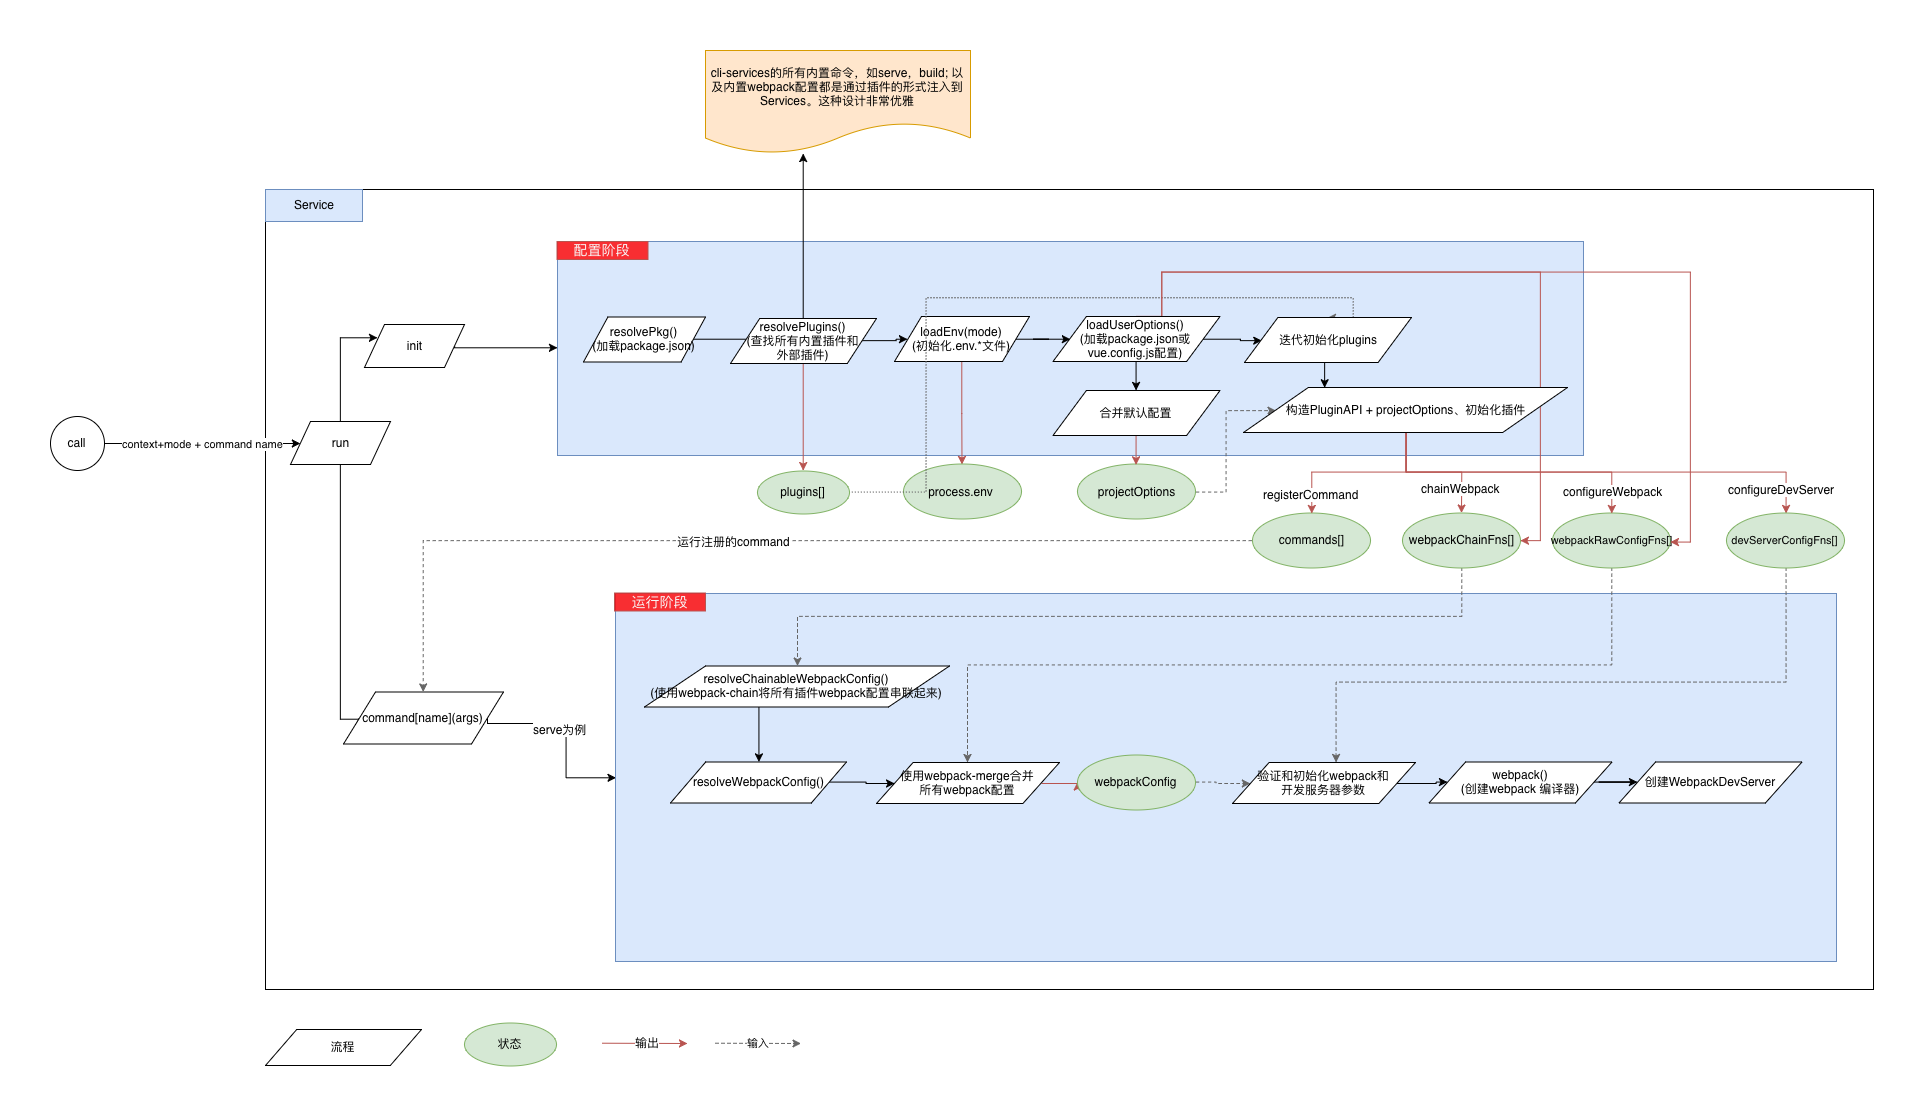 cli-services的所有内置命令，如serve，build; 以
及内置webpack配置都是通过插件的形式注入到
Services。这种设计非常优雅
Service
配置阶段
resolvePkg()
(加载package.json)
resolvePlugins()
(查找所有内置插件和
外部插件)
loadEnv(mode)
(初始化.env.*文件)
loadUserOptions()
(加载package.json或
vue.config.js配置)
迭代初始化plugins
init
合并默认配置
构造PluginAPI + projectOptions、初始化插件
call
context+mode + command name
run
plugins[]
process.env
projectOptions
registerCommand
chainWebpack
configureWebpack
configureDevServer
commands[]
webpackChainFns[]
webpackRawConfigFns[]
devServerConfigFns[]
运行注册的command
运行阶段
resolveChainableWebpackConfig()
(使用webpack-chain将所有插件webpack配置串联起来)
command[name](args)
serve为例
resolveWebpackConfig()
使用webpack-merge合并
所有webpack配置
webpackConfig
验证和初始化webpack和
开发服务器参数
webpack()
(创建webpack 编译器)
创建WebpackDevServer
流程
状态
输出
输入